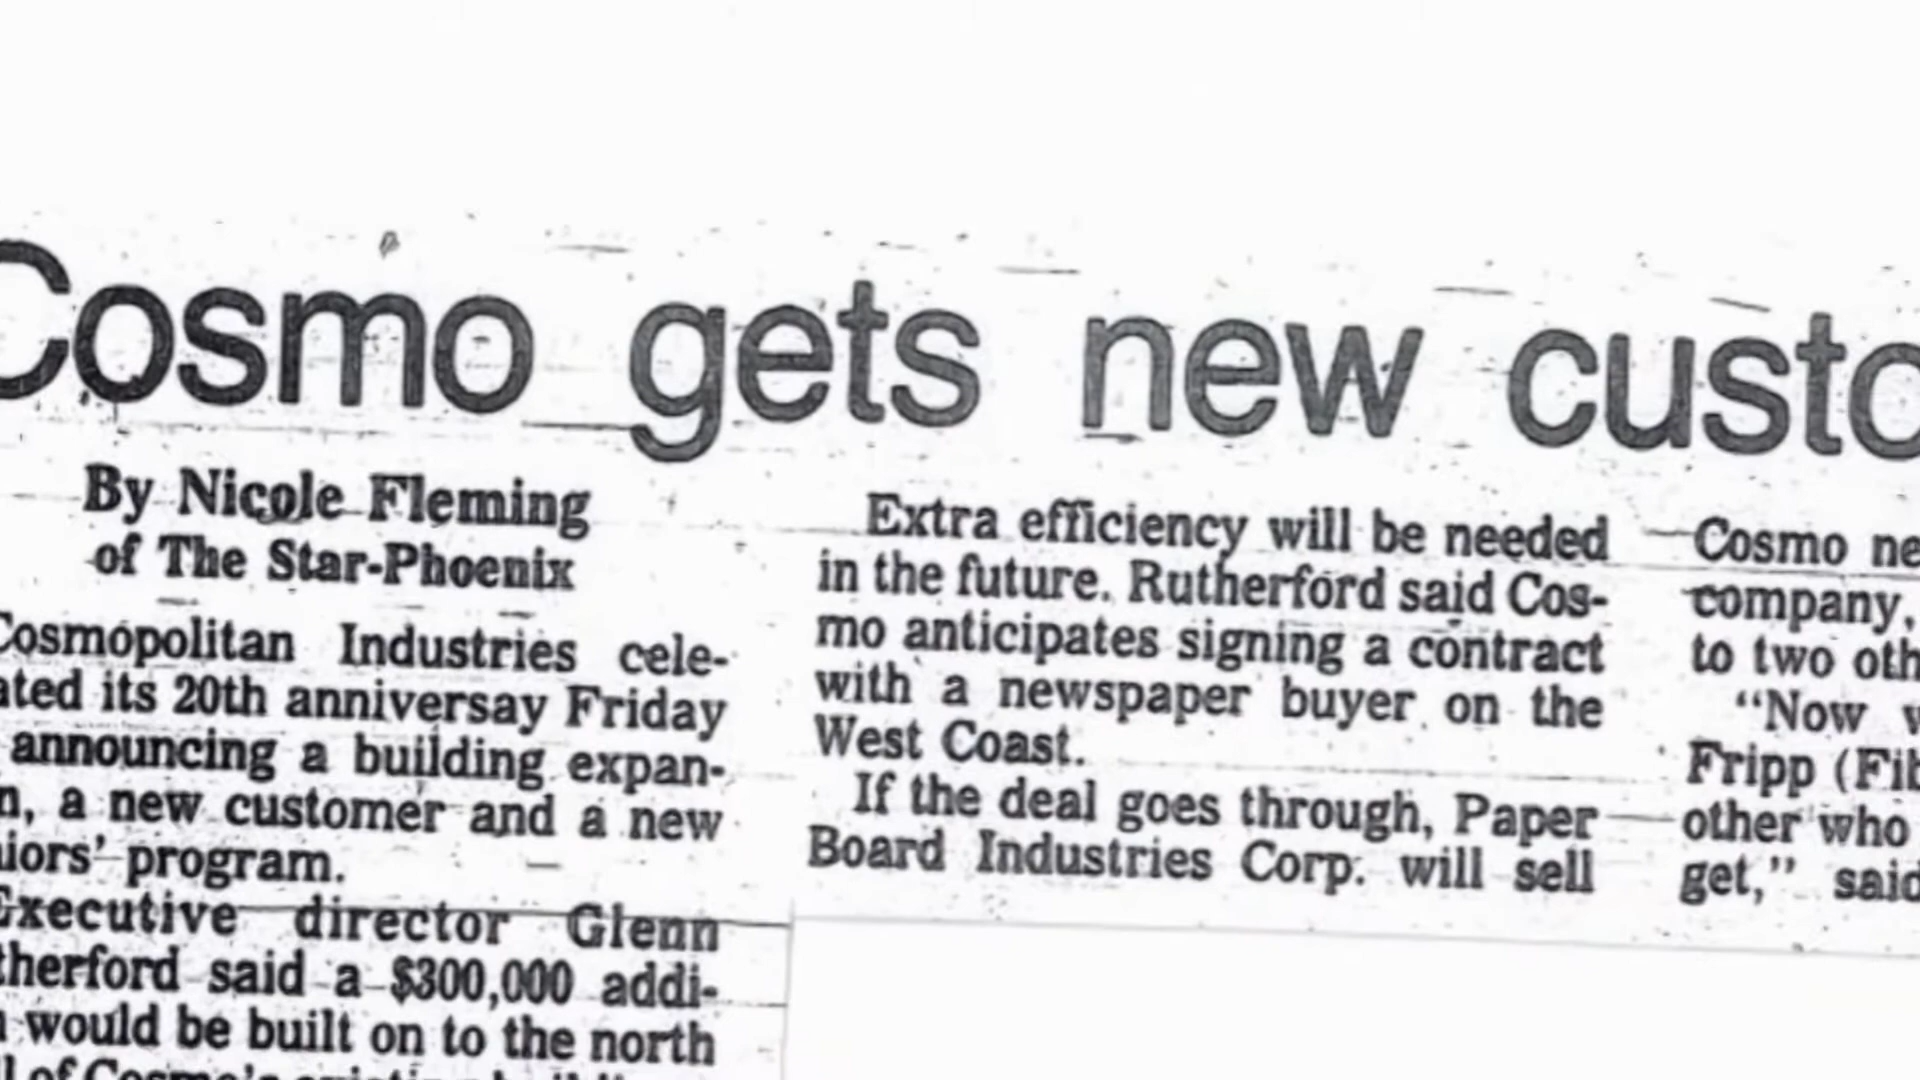 Cosmo gets new custo
By Nicole Fleming
of The Star-Phoenix
Cosmopolitan Industries cele-
ated its 20th anniversay Friday
announcing a building expan-
n, a new customer and a new
iors' program.
Executive director Glenn
therford said a $300,000 addi-
would be built on to the north
of Cosmo's existing
Extra efficiency will be needed
in the future. Rutherford said Cos-
mo anticipates signing a contract
with a newspaper buyer on the
West Coast.
If the deal goes through, Paper
Board Industries Corp. will sell
Cosmo ne
company,
to two oth
"Now w
Fripp (Fib
other who
get," said